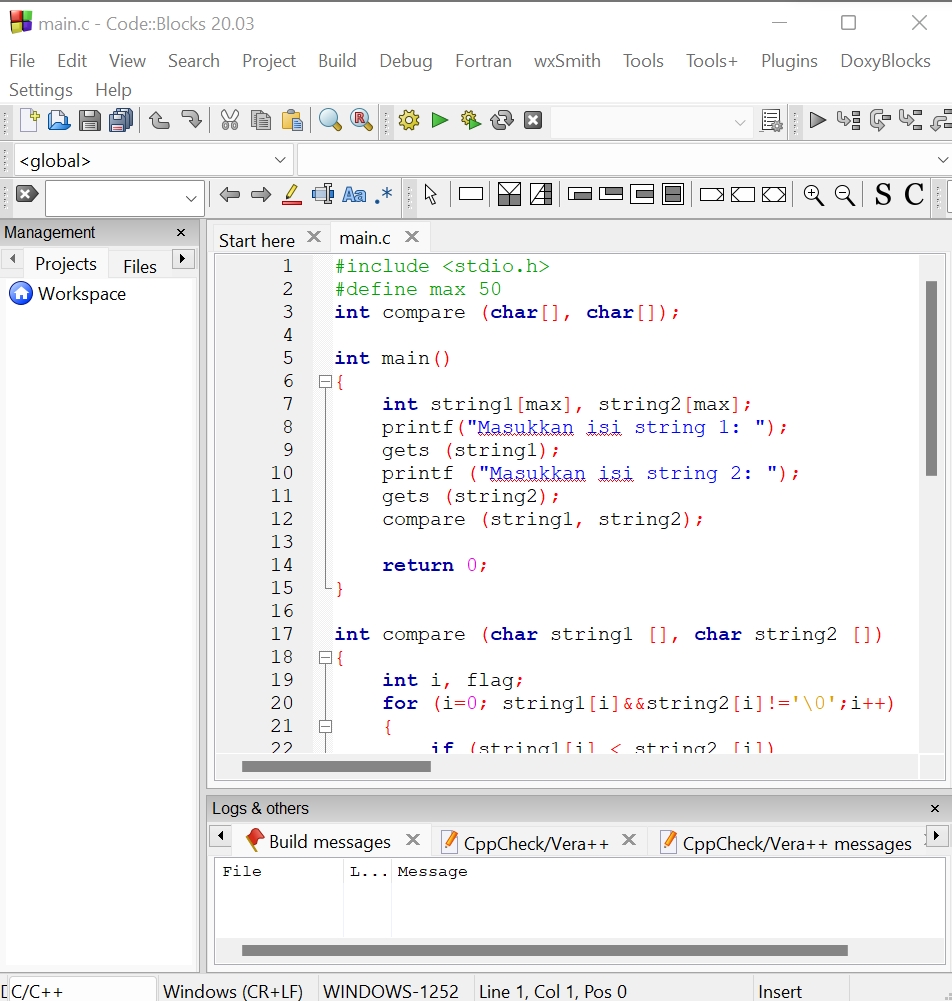 main.c - Code::Blocks 20.03
File Edit View Search Project Build Debug Fortran wxSmith Tools Tools+ Plugins DoxyBlocks
Settings Help
<global>
S C
Management
Start here main.c
Projects Files
Workspace
1 #include <stdio.h>
2 #define max 50
3 int compare (char[], char[]);
4
5 int main()
6 {
7 int string1[max], string2[max];
8 printf("Masukkan isi string 1: ");
9 gets (string1);
10 printf ("Masukkan isi string 2: ");
11 gets (string2);
12 compare (string1, string2);
13
14 return 0;
15 }
16
17 int compare (char string1 [], char string2 [])
18 {
19 int i, flag;
20 for (i=0; string1[i]&&string2[i]!='\0';i++)
21 {
22 if (string1[i] < string2 [i])
Logs & others
Build messages CppCheck/Vera++ CppCheck/Vera++ messages
File L... Message
C/C++ Windows (CR+LF) WINDOWS-1252 Line 1, Col 1, Pos 0 Insert